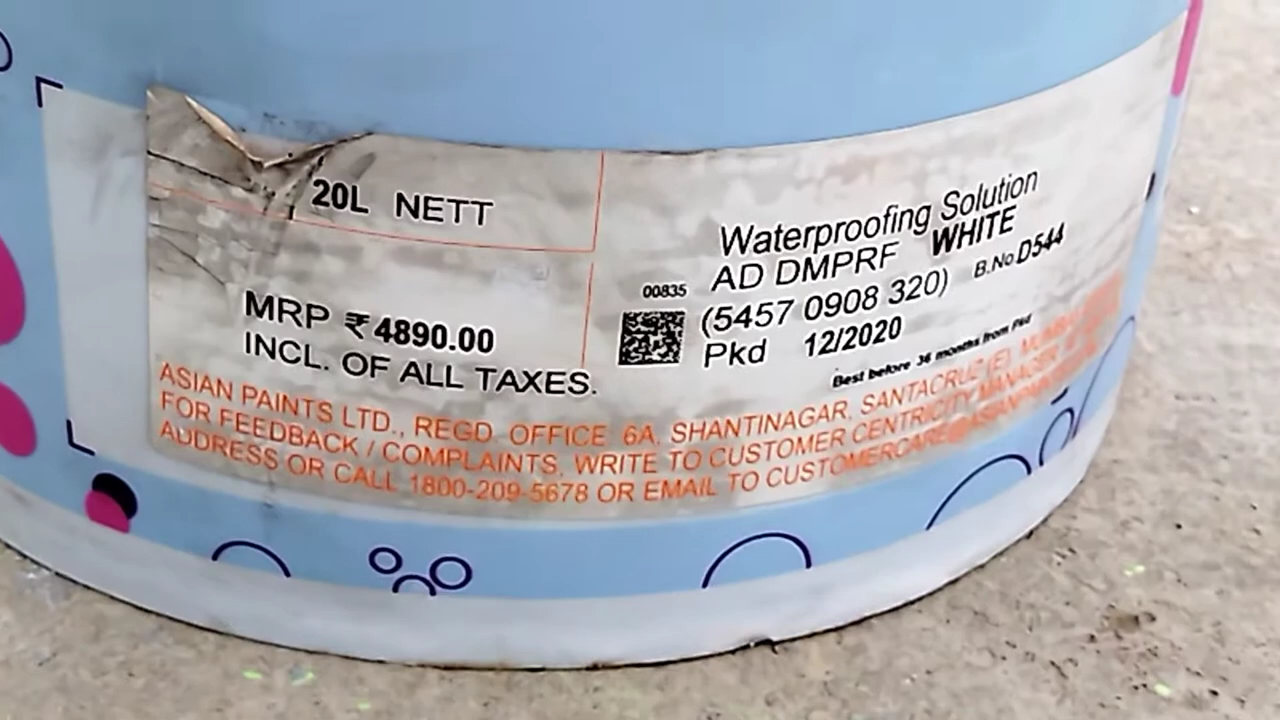 20L NETT
MRP ₹ 4890.00
INCL. OF ALL TAXES.
Waterproofing Solution
AD DMPRF WHITE
00835
(5457 0908 320) B.No D544
Pkd 12/2020
Best before 36 months from Pkd
ASIAN PAINTS LTD., REGD. OFFICE 6A, SHANTINAGAR, SANTACRUZ (E), MUMBAI
FOR FEEDBACK / COMPLAINTS, WRITE TO CUSTOMER CENTRICITY MANAGER
ADDRESS OR CALL 1800-209-5678 OR EMAIL TO